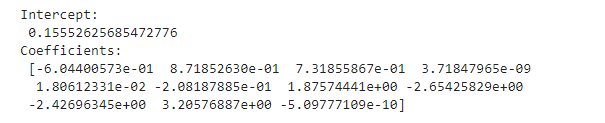 Intercept:
0.15552625685472776
Coefficients:
[-6.04400573e-01 8.71852630e-01 7.31855867e-01 3.71847965e-09
1.80612331e-02 -2.08187885e-01 1.87574441e+00 -2.65425829e+00
-2.42696345e+00 3.20576887e+00 -5.09777109e-10]